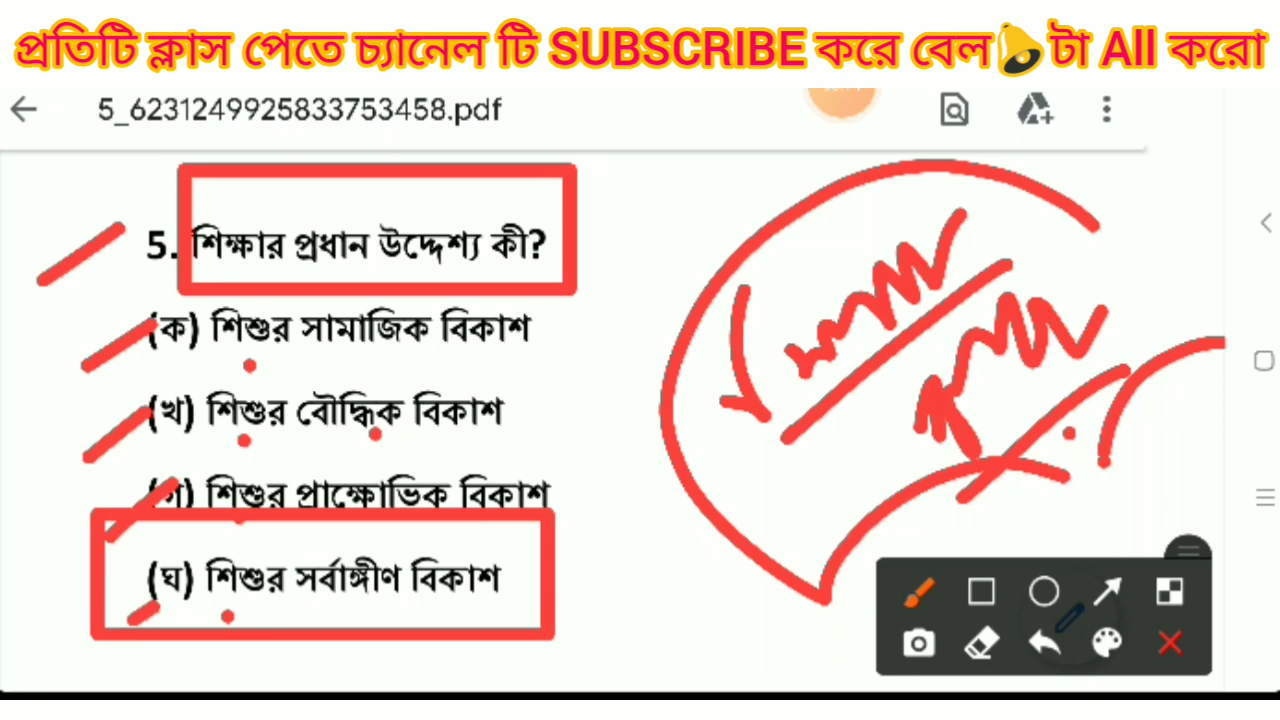 প্রতিটি ক্লাস পেতে চ্যানেল টি SUBSCRIBE করে বেল🔔টা All করো
5_6231249925833753458.pdf
5. শিক্ষার প্রধান উদ্দেশ্য কী?
(ক) শিশুর সামাজিক বিকাশ
(খ) শিশুর বৌদ্ধিক বিকাশ
(গ) শিশুর প্রাক্ষোভিক বিকাশ
(ঘ) শিশুর সর্বাঙ্গীণ বিকাশ